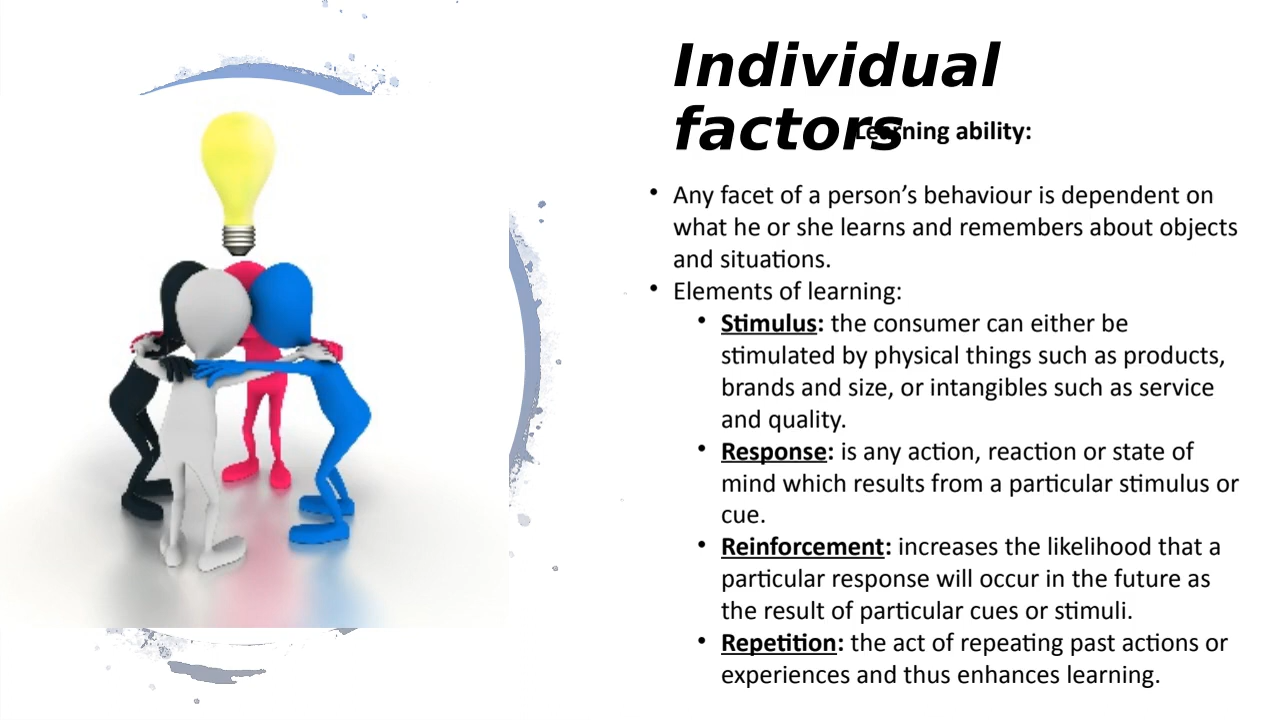 Individual
factors
Learning ability:
• Any facet of a person’s behaviour is dependent on
what he or she learns and remembers about objects
and situations.
• Elements of learning:
• Stimulus: the consumer can either be
stimulated by physical things such as products,
brands and size, or intangibles such as service
and quality.
• Response: is any action, reaction or state of
mind which results from a particular stimulus or
cue.
• Reinforcement: increases the likelihood that a
particular response will occur in the future as
the result of particular cues or stimuli.
• Repetition: the act of repeating past actions or
experiences and thus enhances learning.